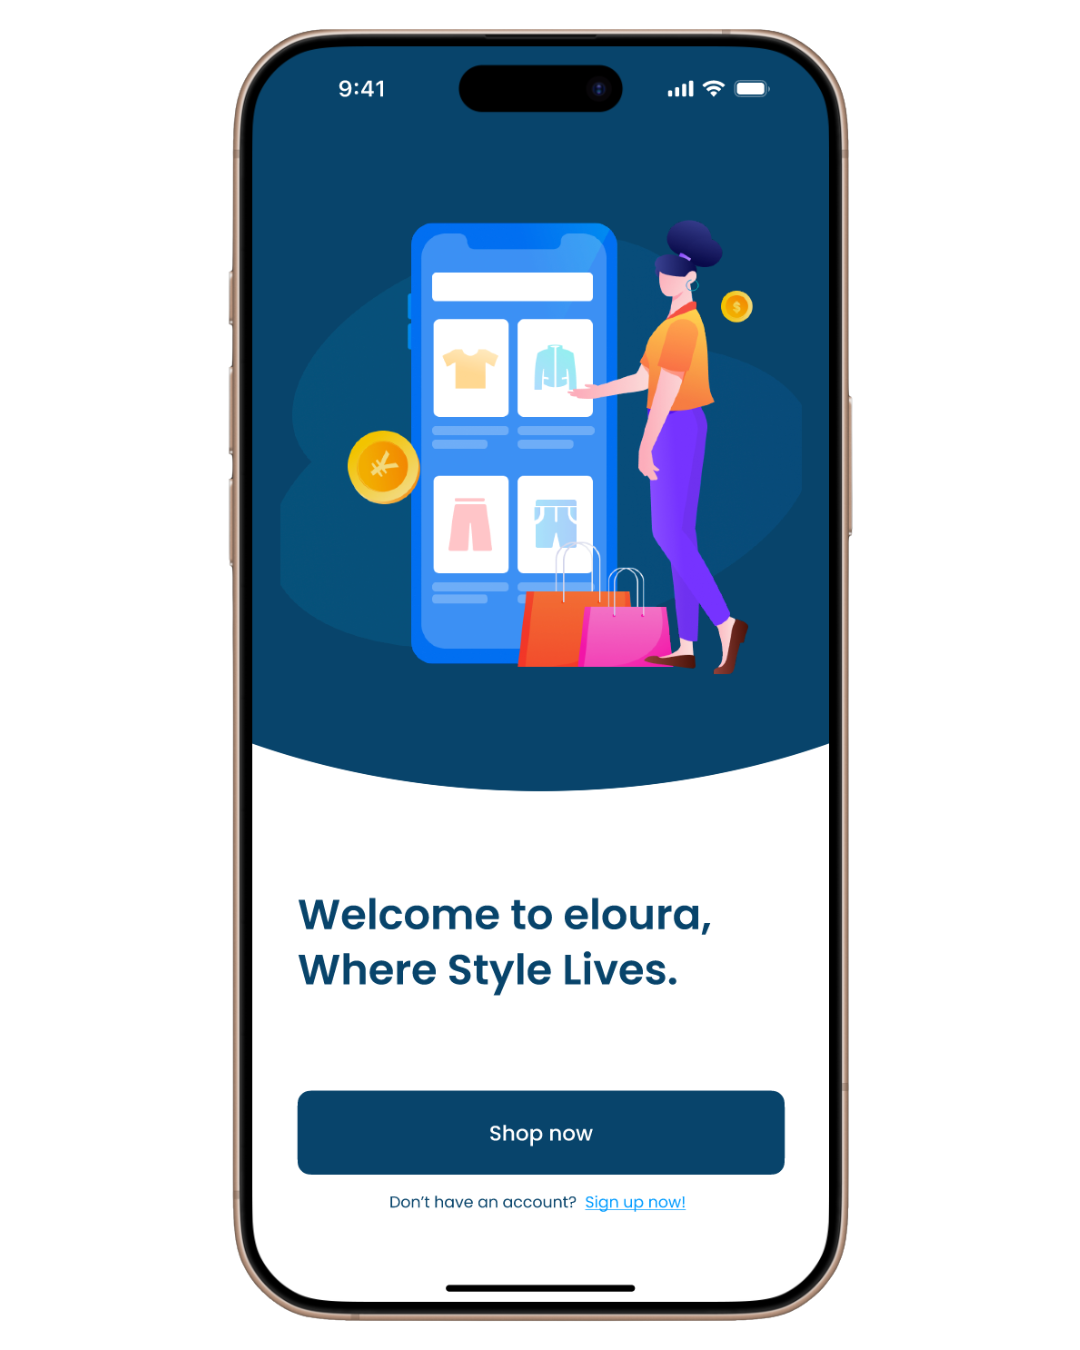 9:41
$
¥
Welcome to eloura,
Where Style Lives.
Shop now
Don't have an account? Sign up now!